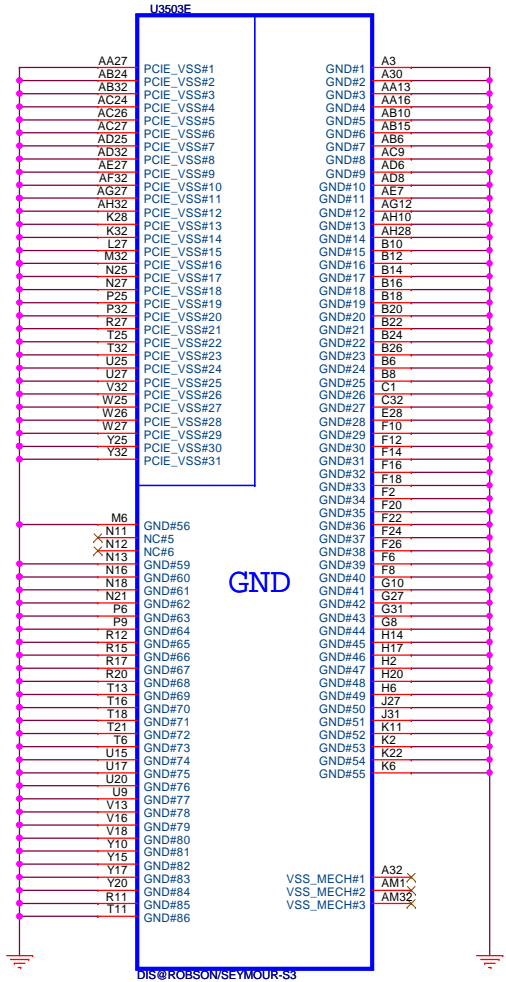 U3503E
AA27 PCIE_VSS#1
AB24 PCIE_VSS#2
AB32 PCIE_VSS#3
AC24 PCIE_VSS#4
AC26 PCIE_VSS#5
AC27 PCIE_VSS#6
AD25 PCIE_VSS#7
AD32 PCIE_VSS#8
AE27 PCIE_VSS#9
AF32 PCIE_VSS#10
AG27 PCIE_VSS#11
AH32 PCIE_VSS#12
K28 PCIE_VSS#13
K32 PCIE_VSS#14
L27 PCIE_VSS#15
M32 PCIE_VSS#16
N25 PCIE_VSS#17
N27 PCIE_VSS#18
P25 PCIE_VSS#19
P32 PCIE_VSS#20
R27 PCIE_VSS#21
T25 PCIE_VSS#22
T32 PCIE_VSS#23
U25 PCIE_VSS#24
U27 PCIE_VSS#25
V32 PCIE_VSS#26
W25 PCIE_VSS#27
W26 PCIE_VSS#28
W27 PCIE_VSS#29
Y25 PCIE_VSS#30
Y32 PCIE_VSS#31
M6 GND#56
N11 NC#5
N12 NC#6
N13 GND#59
N16 GND#60
N18 GND#61
N21 GND#62
P6 GND#63
P9 GND#64
R12 GND#65
R15 GND#66
R17 GND#67
R20 GND#68
T13 GND#69
T16 GND#70
T18 GND#71
T21 GND#72
T6 GND#73
U15 GND#74
U17 GND#75
U20 GND#76
U9 GND#77
V13 GND#78
V16 GND#79
V18 GND#80
Y10 GND#81
Y15 GND#82
Y17 GND#83
Y20 GND#84
R11 GND#85
T11 GND#86
GND
GND#1 A3
GND#2 A30
GND#3 AA13
GND#4 AA16
GND#5 AB10
GND#6 AB15
GND#7 AB6
GND#8 AC9
GND#9 AD6
GND#10 AD8
GND#11 AE7
GND#12 AG12
GND#13 AH10
GND#14 AH28
GND#15 B10
GND#16 B12
GND#17 B14
GND#18 B16
GND#19 B18
GND#20 B20
GND#21 B22
GND#22 B24
GND#23 B26
GND#24 B6
GND#25 B8
GND#26 C1
GND#27 C32
GND#28 E28
GND#29 F10
GND#30 F12
GND#31 F14
GND#32 F16
GND#33 F18
GND#34 F2
GND#35 F20
GND#36 F22
GND#37 F24
GND#38 F26
GND#39 F6
GND#40 F8
GND#41 G10
GND#42 G27
GND#43 G31
GND#44 G8
GND#45 H14
GND#46 H17
GND#47 H2
GND#48 H20
GND#49 H6
GND#50 J27
GND#51 J31
GND#52 K11
GND#53 K2
GND#54 K22
GND#55 K6
VSS_MECH#1 A32
VSS_MECH#2 AM1
VSS_MECH#3 AM32
DIS@ROBSON/SEYMOUR-S3